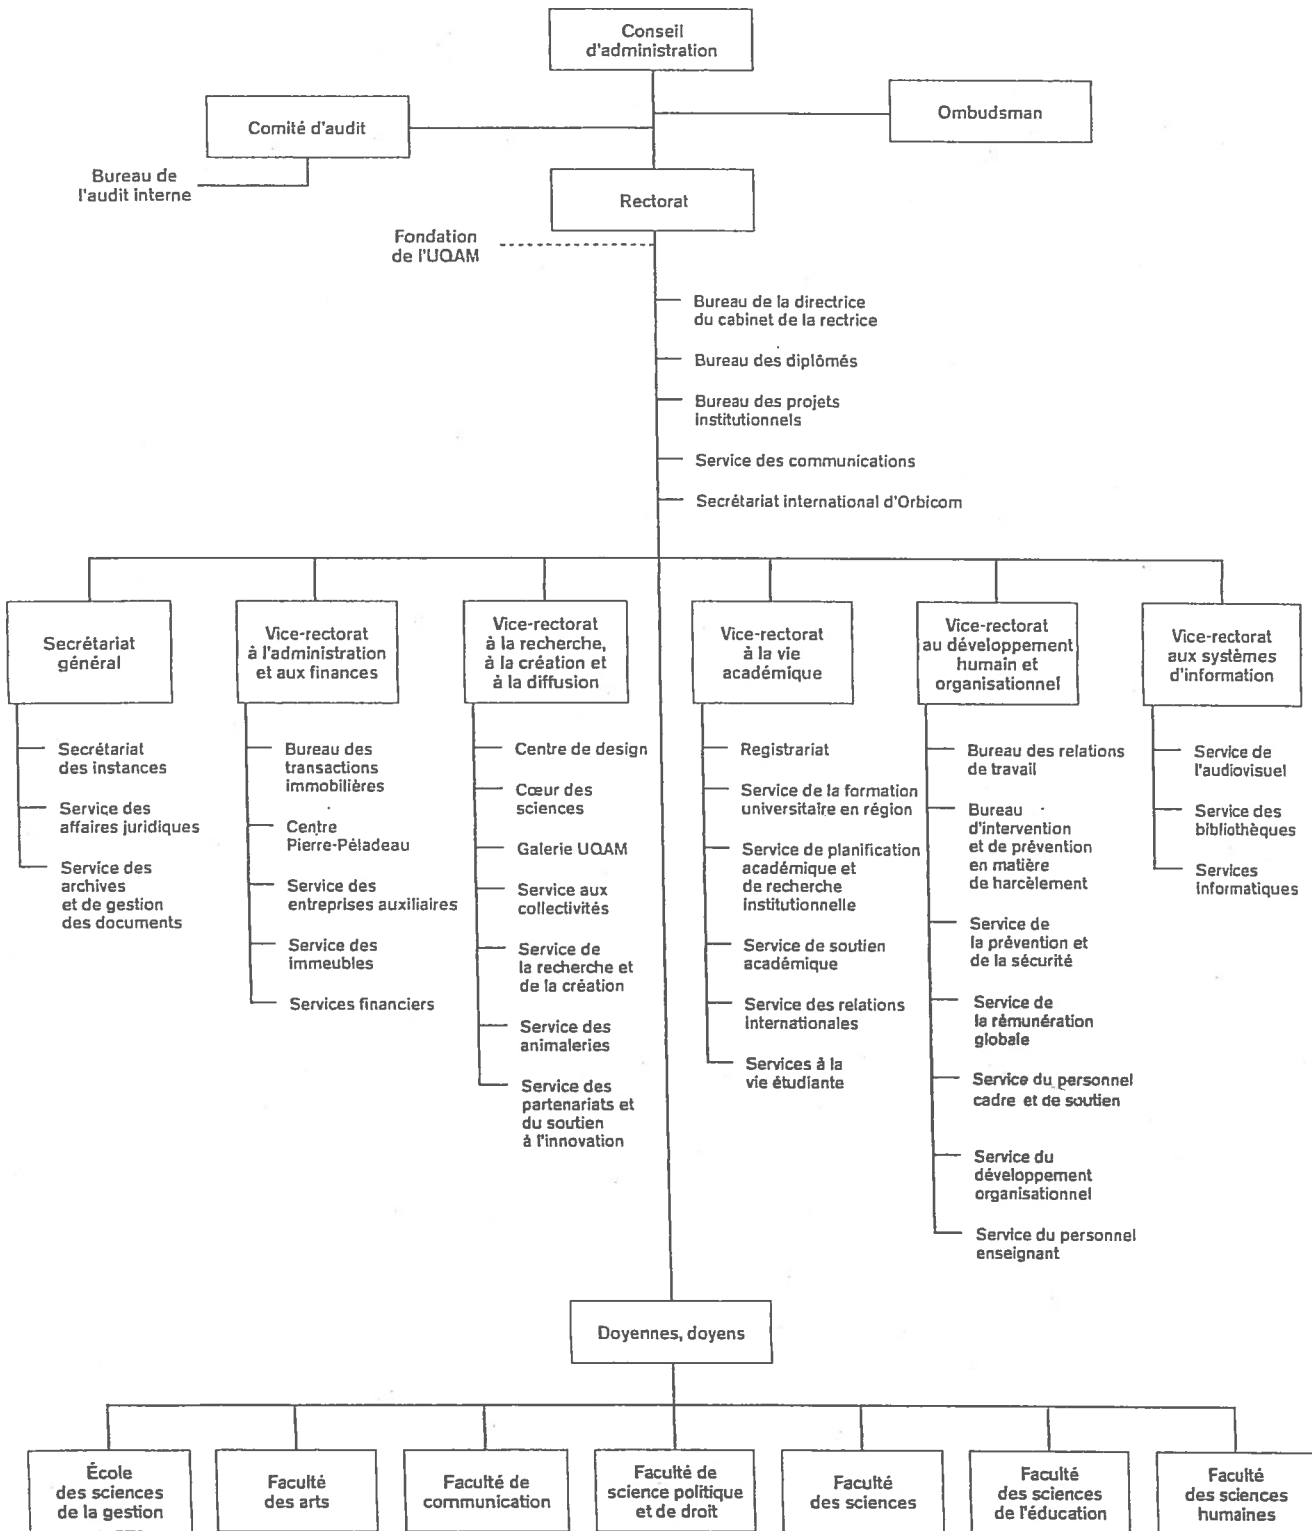 Conseil
d'administration
Comité d'audit
Ombudsman
Bureau de
l'audit interne
Rectorat
Fondation
de l'UQAM
Bureau de la directrice
du cabinet de la rectrice
Bureau des diplômés
Bureau des projets
institutionnels
Service des communications
Secrétariat international d'Orbicom
Secrétariat
général
Secrétariat
des instances
Service des
affaires juridiques
Service des
archives
et de gestion
des documents
Vice-rectorat
à l'administration
et aux finances
Bureau des
transactions
immobilières
Centre
Pierre-Péladeau
Service des
entreprises auxiliaires
Service des
immeubles
Services financiers
Vice-rectorat
à la recherche,
à la création et
à la diffusion
Centre de design
Cœur des
sciences
Galerie UQAM
Service aux
collectivités
Service de
la recherche et
de la création
Service des
animaleries
Service des
partenariats et
du soutien
à l'innovation
Vice-rectorat
à la vie
académique
Registrariat
Service de la formation
universitaire en région
Service de planification
académique et
de recherche
institutionnelle
Service de soutien
académique
Service des relations
internationales
Services à la
vie étudiante
Vice-rectorat
au développement
humain et
organisationnel
Bureau des relations
de travail
Bureau
d'intervention
et de prévention
en matière
de harcèlement
Service de
la prévention et
de la sécurité
Service de
la rémunération
globale
Service du personnel
cadre et de soutien
Service du
développement
organisationnel
Service du personnel
enseignant
Vice-rectorat
aux systèmes
d'information
Service de
l'audiovisuel
Service des
bibliothèques
Services
informatiques
Doyennes, doyens
École
des sciences
de la gestion
Faculté
des arts
Faculté de
communication
Faculté de
science politique
et de droit
Faculté
des sciences
Faculté
des sciences
de l'éducation
Faculté
des sciences
humaines